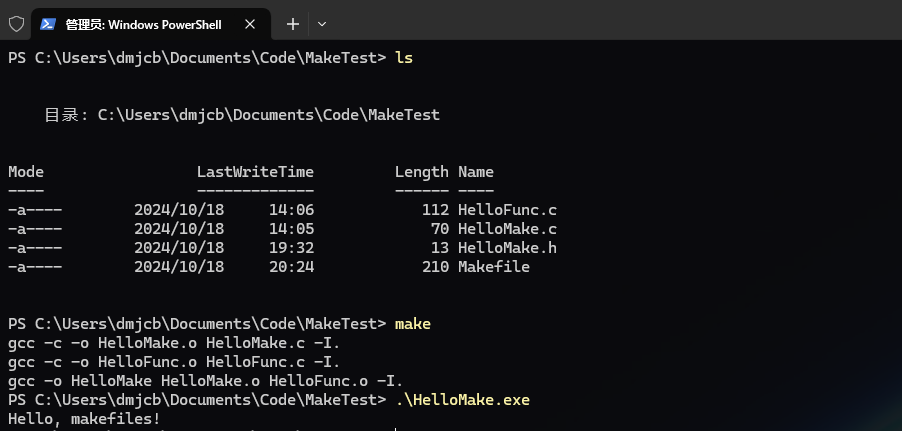 管理员: Windows PowerShell
PS C:\Users\dmjcb\Documents\Code\MakeTest> ls
目录: C:\Users\dmjcb\Documents\Code\MakeTest
Mode                 LastWriteTime         Length Name
----                 -------------         ------ ----
-a----        2024/10/18     14:06            112 HelloFunc.c
-a----        2024/10/18     14:05             70 HelloMake.c
-a----        2024/10/18     19:32             13 HelloMake.h
-a----        2024/10/18     20:24            210 Makefile
PS C:\Users\dmjcb\Documents\Code\MakeTest> make
gcc -c -o HelloMake.o HelloMake.c -I.
gcc -c -o HelloFunc.o HelloFunc.c -I.
gcc -o HelloMake HelloMake.o HelloFunc.o -I.
PS C:\Users\dmjcb\Documents\Code\MakeTest> .\HelloMake.exe
Hello, makefiles!